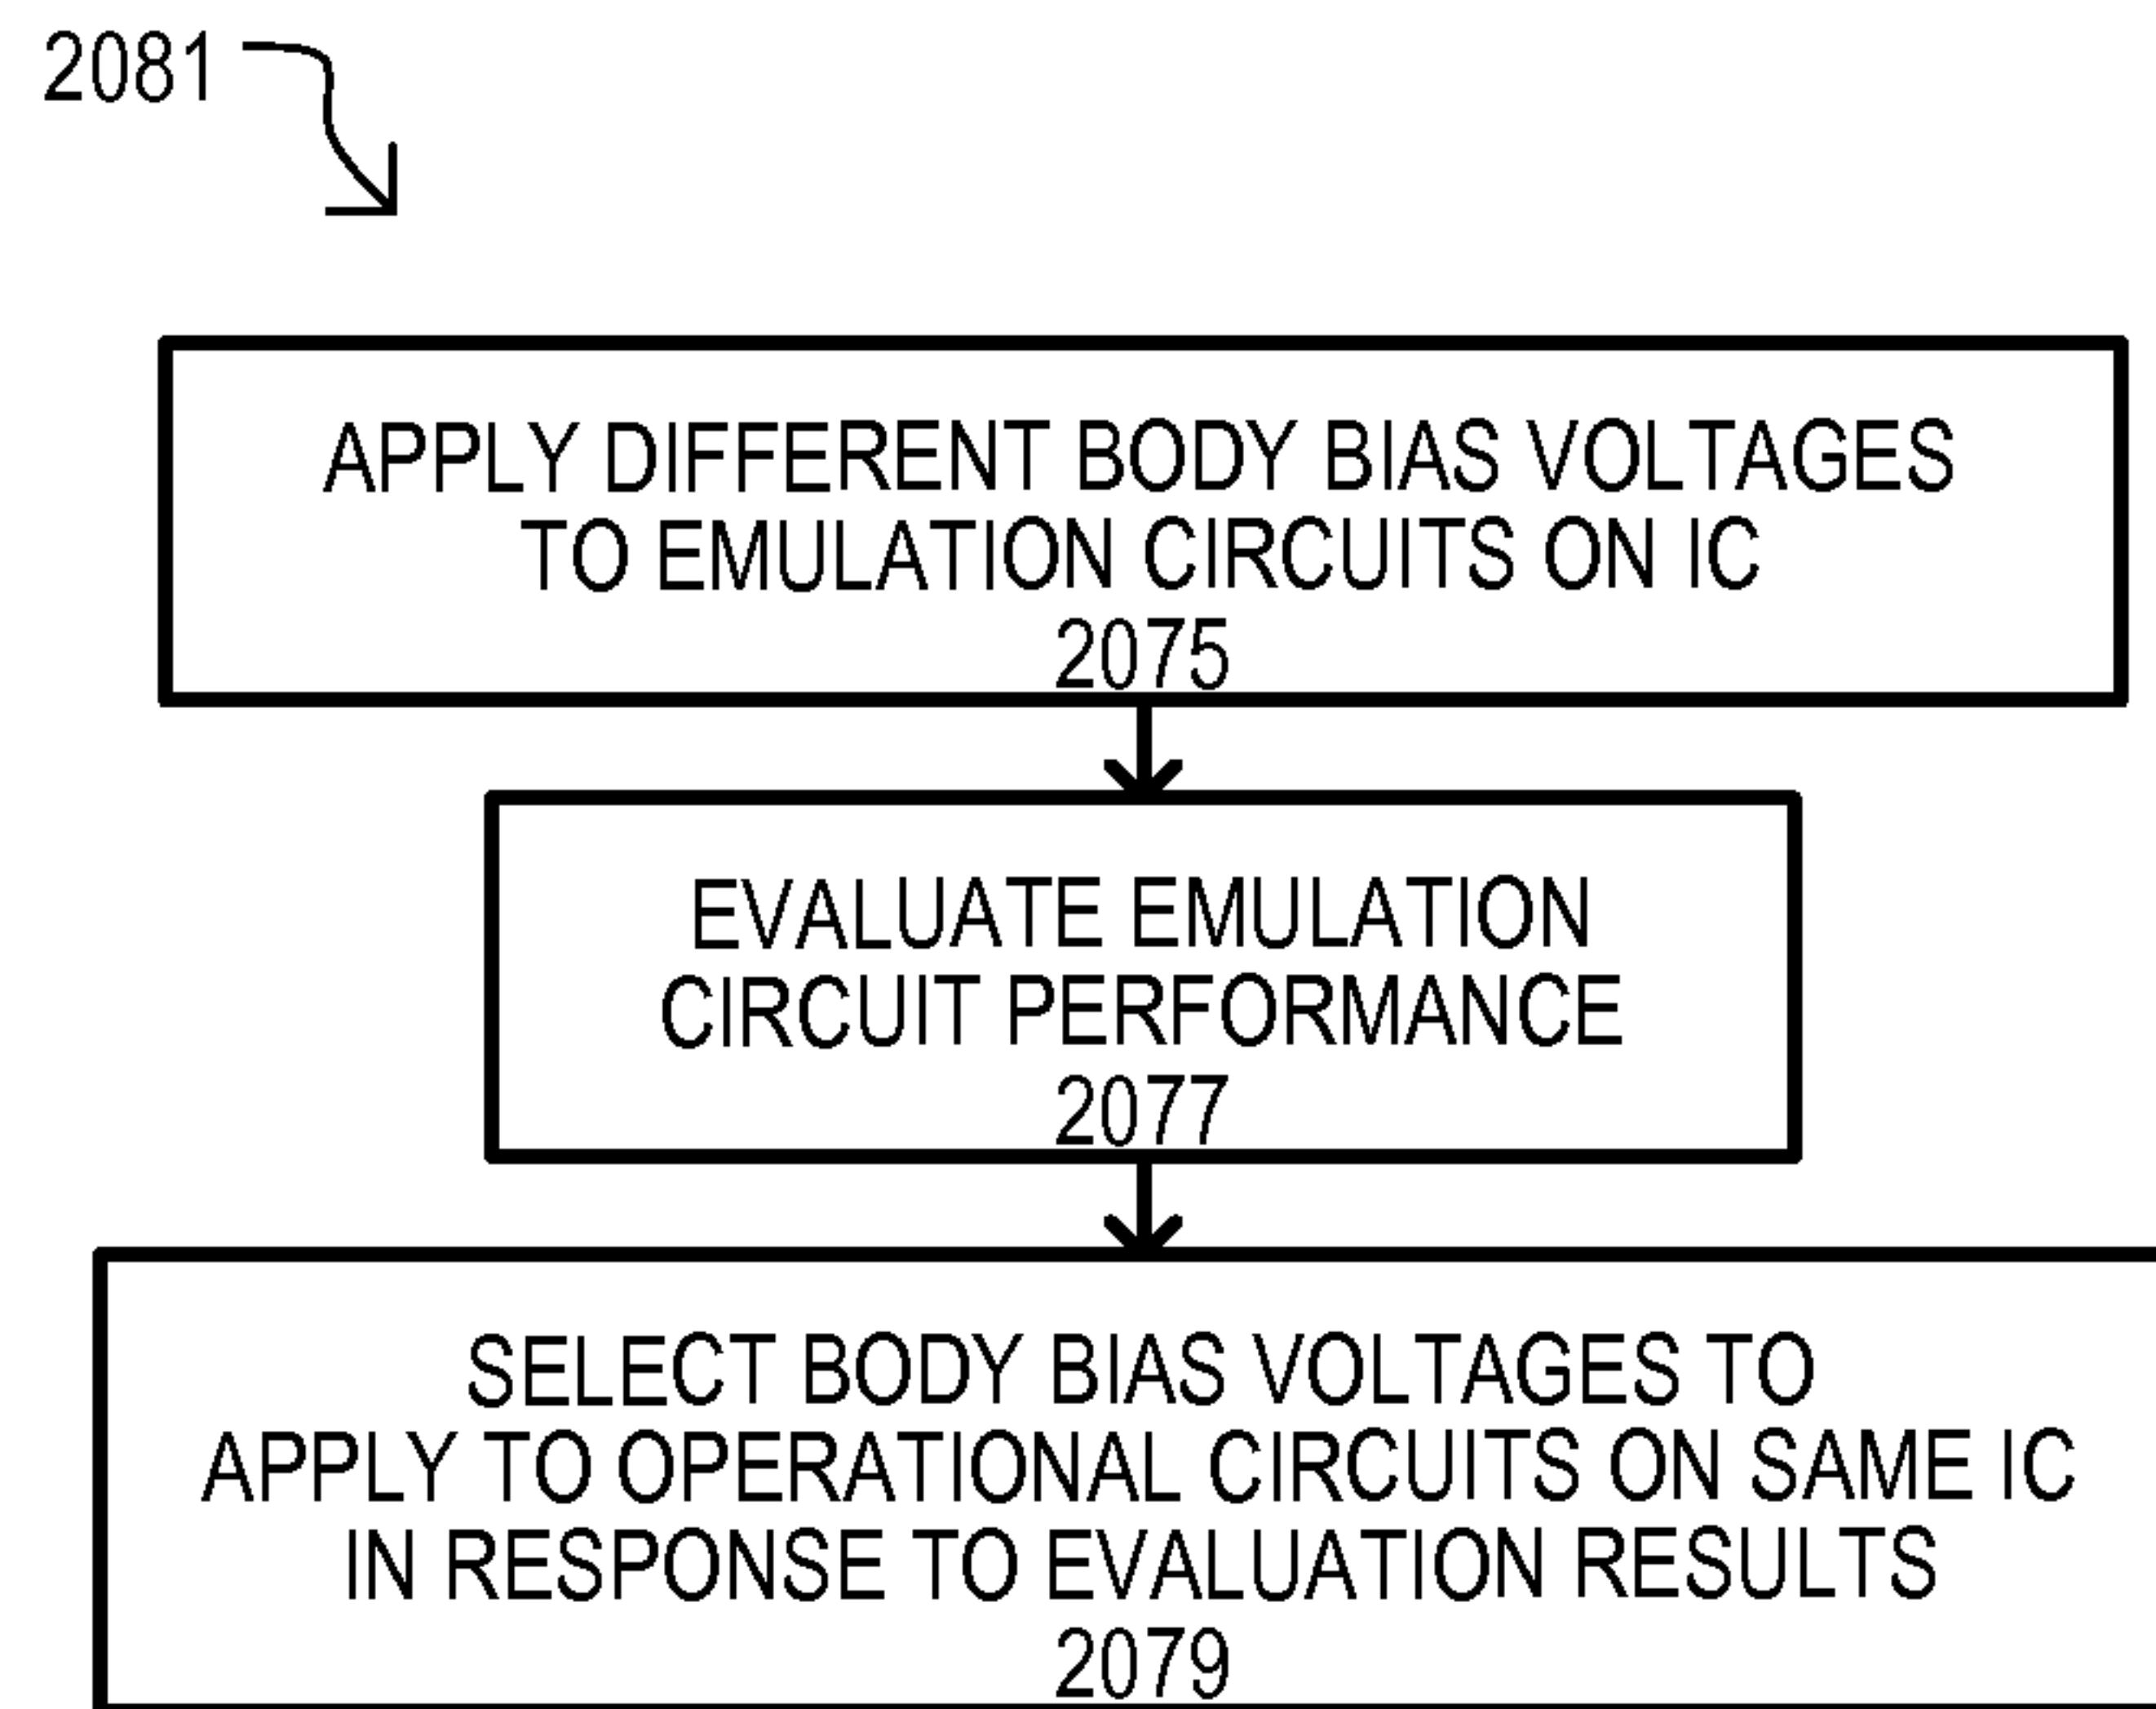 2081
APPLY DIFFERENT BODY BIAS VOLTAGES
TO EMULATION CIRCUITS ON IC
2075
EVALUATE EMULATION
CIRCUIT PERFORMANCE
2077
SELECT BODY BIAS VOLTAGES TO
APPLY TO OPERATIONAL CIRCUITS ON SAME IC
IN RESPONSE TO EVALUATION RESULTS
2079